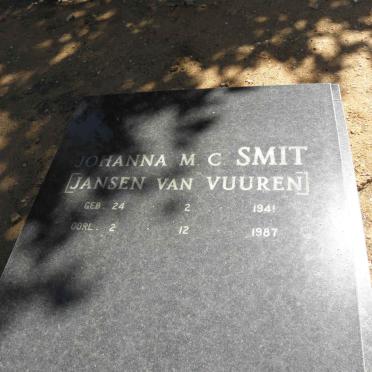 JOHANNA M C SMIT
[JANSEN VAN VUUREN]
GEB. 24 2 1941
OORL. 2 12 1987